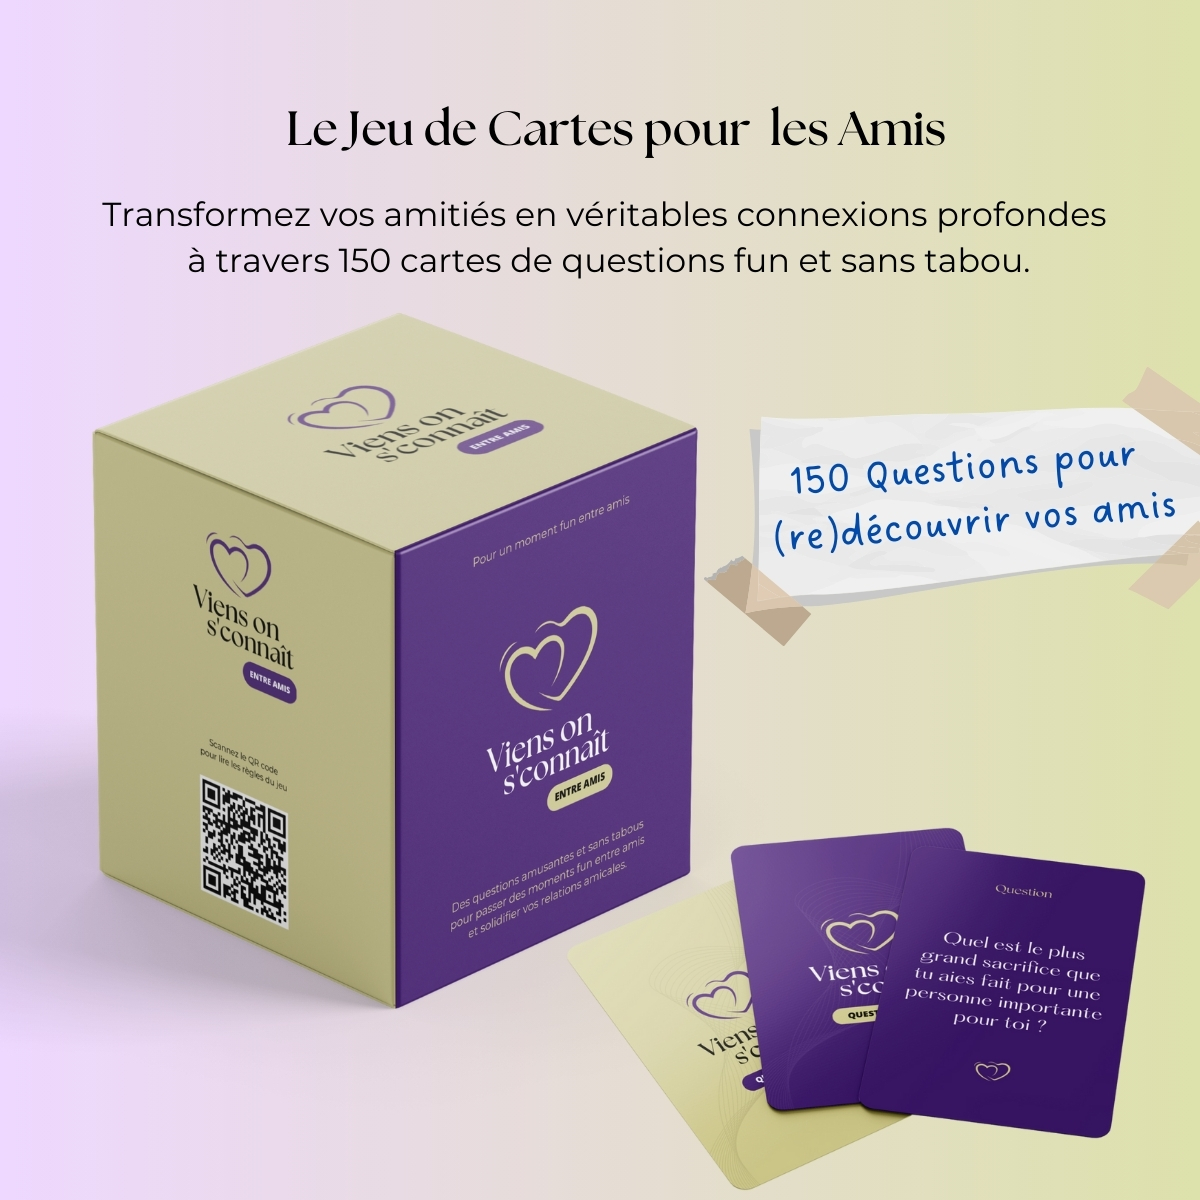 Le Jeu de Cartes pour les Amis
Transformez vos amitiés en véritables connexions profondes
à travers 150 cartes de questions fun et sans tabou.
Viens on
s'connaît
ENTRE AMIS
150 Questions pour
(re)découvrir vos amis
Viens on
s'connaît
ENTRE AMIS
Scannez le QR code
pour lire les règles du jeu
Pour un moment fun entre amis
Viens on
s'connaît
ENTRE AMIS
Des questions amusantes et sans tabous
pour passer des moments fun entre amis
et solidifier vos relations amicales.
Viens
Viens
QUEST
Question
Quel est le plus
grand sacrifice que
tu aies fait pour une
personne importante
pour toi ?